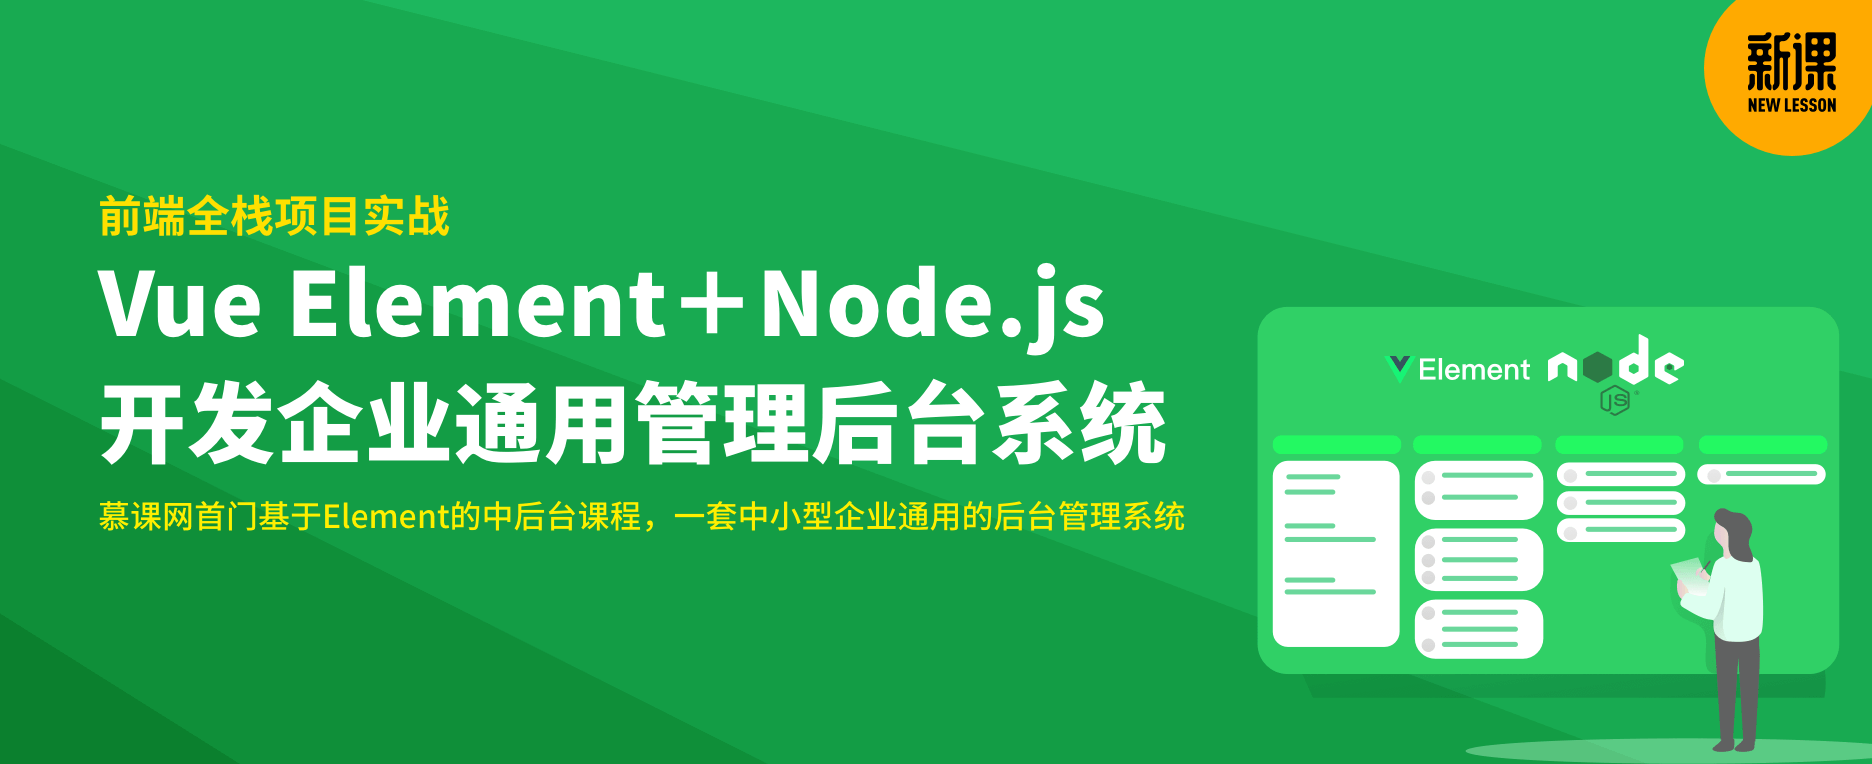 新课
NEW LESSON
前端全栈项目实战
Vue Element＋Node.js
开发企业通用管理后台系统
慕课网首门基于Element的中后台课程，一套中小型企业通用的后台管理系统
Element
node
JS